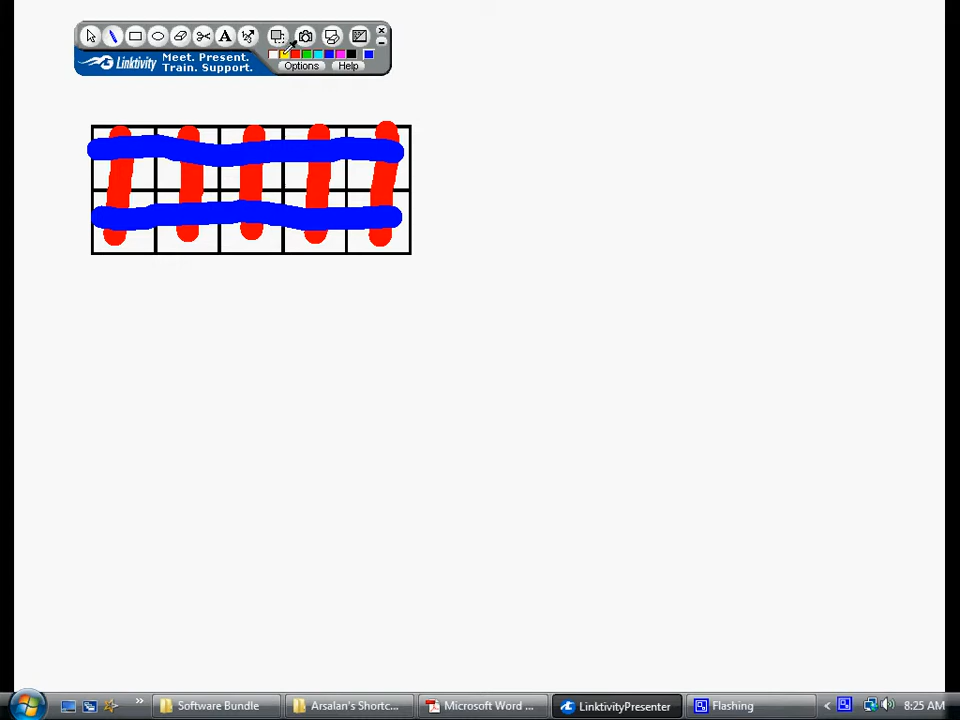 A
Linktivity
Meet. Present.
Train. Support.
Options Help
Software Bundle
Arsalan's Shortc...
Microsoft Word ...
LinktivityPresenter
Flashing
8:25 AM